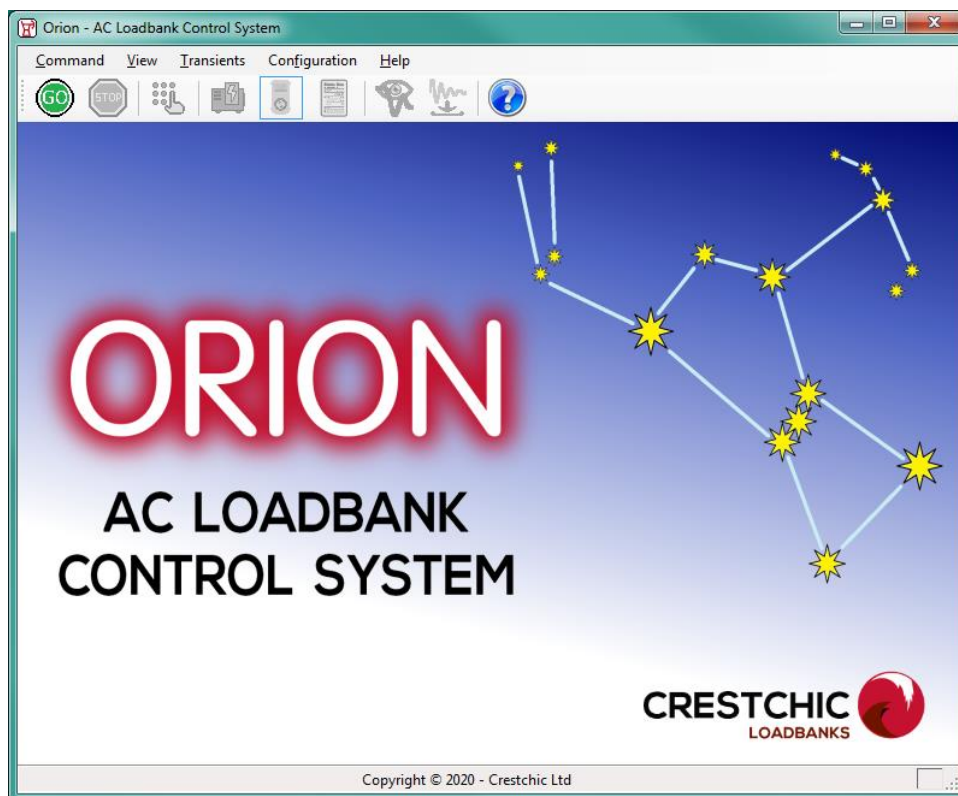 Orion - AC Loadbank Control System
Command View Transients Configuration Help
GO STOP ?
ORION
AC LOADBANK
CONTROL SYSTEM
CRESTCHIC
LOADBANKS
Copyright © 2020 - Crestchic Ltd